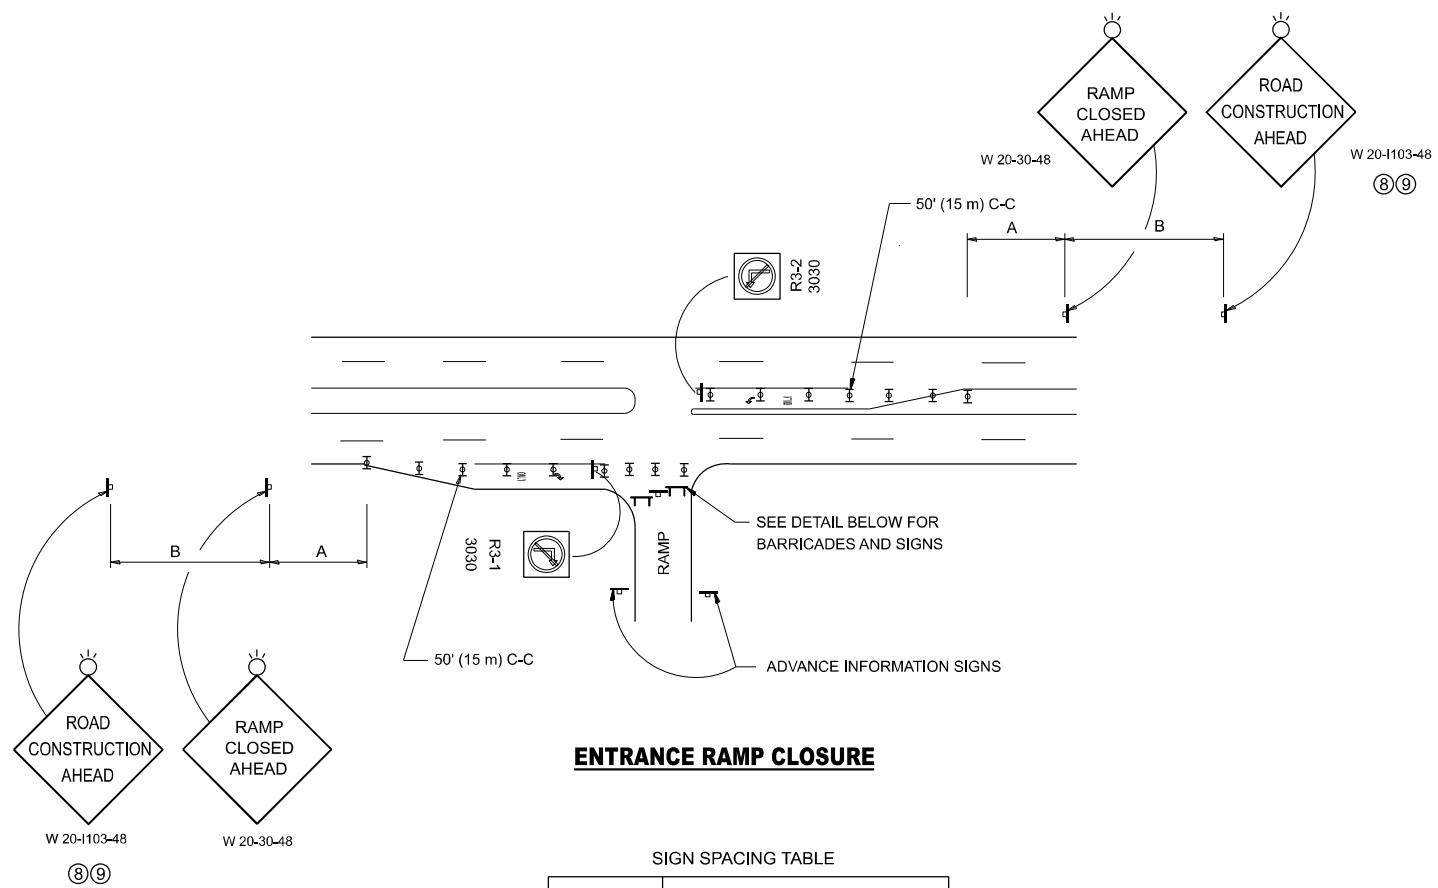 RAMP
CLOSED
AHEAD
W 20-30-48
ROAD
CONSTRUCTION
AHEAD
W 20-I103-48
⑧⑨
50' (15 m) C-C
A
B
R3-2
3030
ONLY
ONLY
SEE DETAIL BELOW FOR
BARRICADES AND SIGNS
RAMP
R3-1
3030
B
A
50' (15 m) C-C
ADVANCE INFORMATION SIGNS
ROAD
CONSTRUCTION
AHEAD
W 20-I103-48
⑧⑨
RAMP
CLOSED
AHEAD
W 20-30-48
ENTRANCE RAMP CLOSURE
SIGN SPACING TABLE